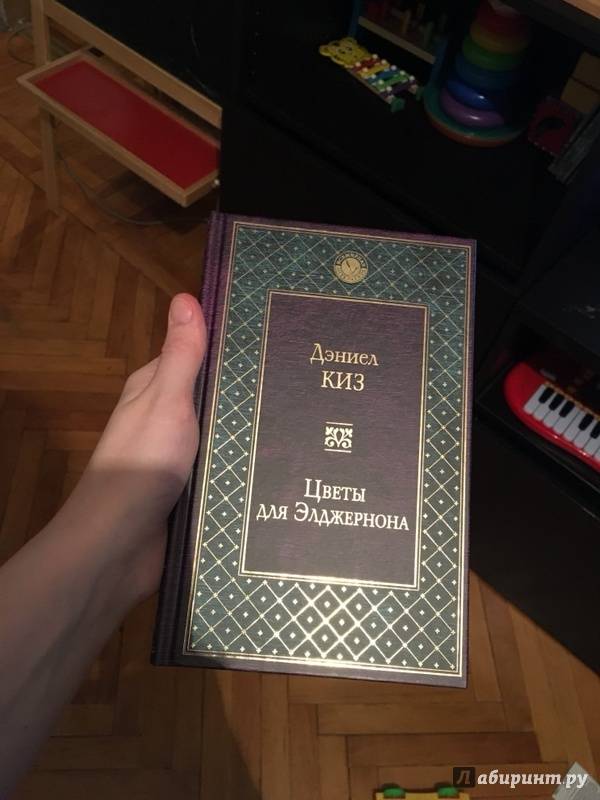 Дэниел
КИЗ
Цветы
для Элджернона
Лабиринт.ру